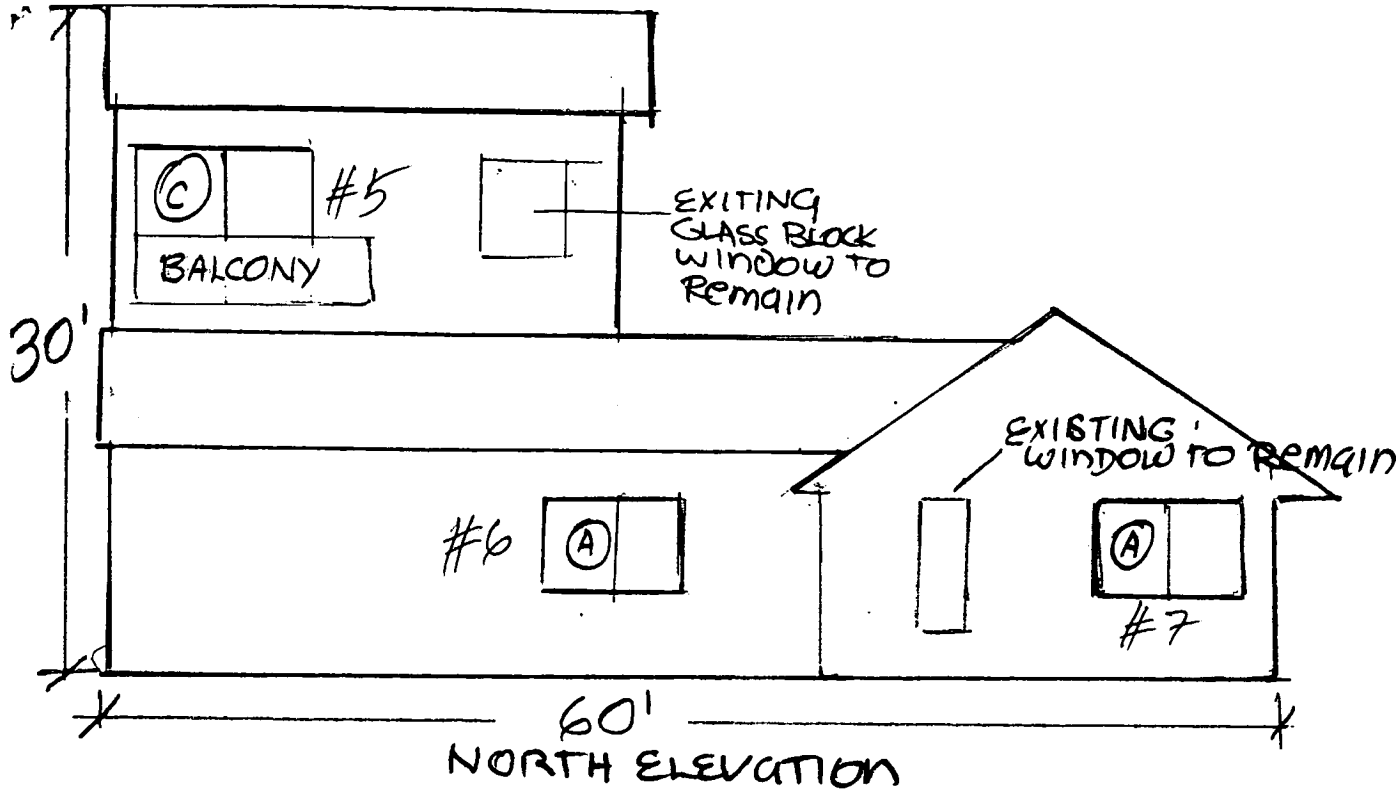 C
#5
BALCONY
EXITING
GLASS BLOCK
WINDOW TO
Remain
30'
EXISTING
WINDOW TO Remain
#6
A
A
#7
60'
NORTH ELEVATION